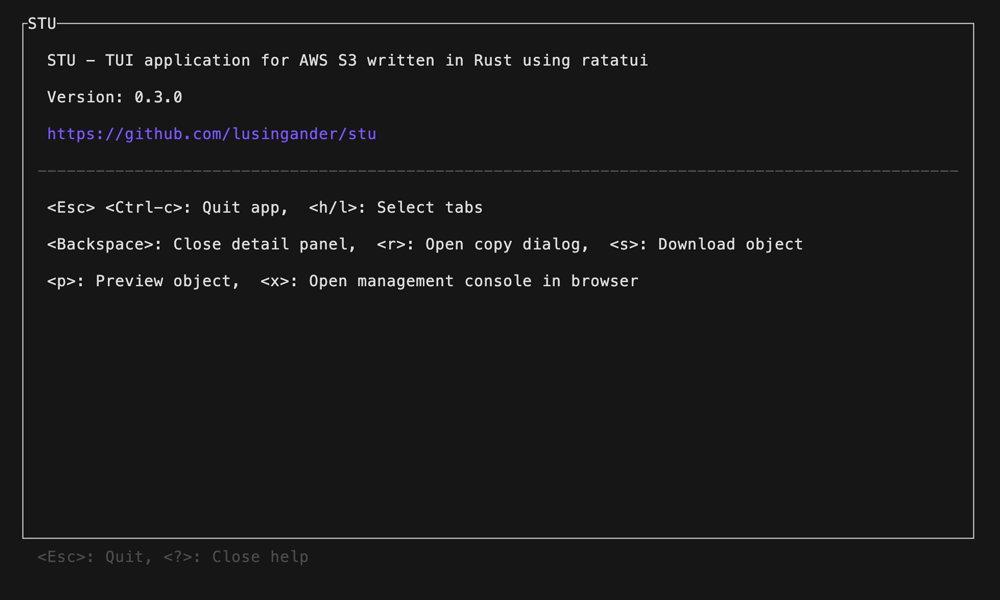 STU
STU - TUI application for AWS S3 written in Rust using ratatui
Version: 0.3.0
https://github.com/lusingander/stu
<Esc> <Ctrl-c>: Quit app,  <h/l>: Select tabs
<Backspace>: Close detail panel,  <r>: Open copy dialog,  <s>: Download object
<p>: Preview object,  <x>: Open management console in browser
<Esc>: Quit, <?>: Close help